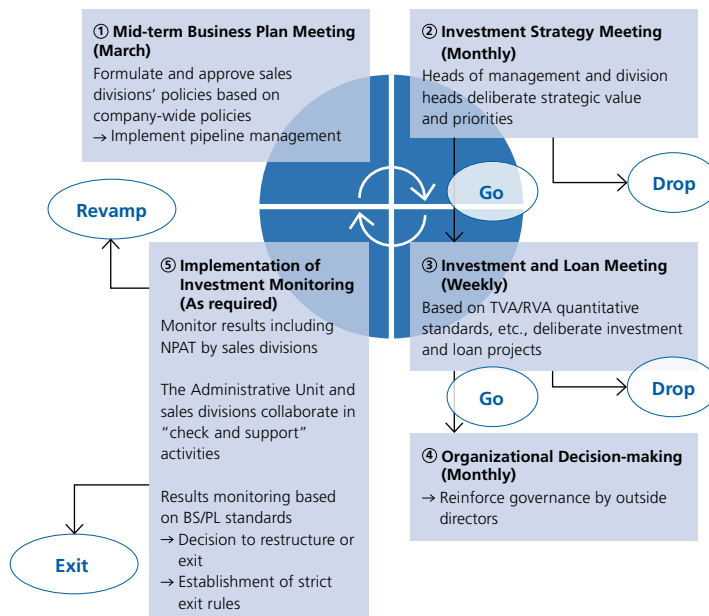 ① Mid-term Business Plan Meeting
(March)
Formulate and approve sales
divisions’ policies based on
company-wide policies
→ Implement pipeline management
② Investment Strategy Meeting
(Monthly)
Heads of management and division
heads deliberate strategic value
and priorities
Go
Drop
③ Investment and Loan Meeting
(Weekly)
Based on TVA/RVA quantitative
standards, etc., deliberate investment
and loan projects
Go
Drop
④ Organizational Decision-making
(Monthly)
→ Reinforce governance by outside
directors
⑤ Implementation of
Investment Monitoring
(As required)
Monitor results including
NPAT by sales divisions
The Administrative Unit and
sales divisions collaborate in
“check and support”
activities
Results monitoring based
on BS/PL standards
→ Decision to restructure or
exit
→ Establishment of strict
exit rules
Revamp
Exit